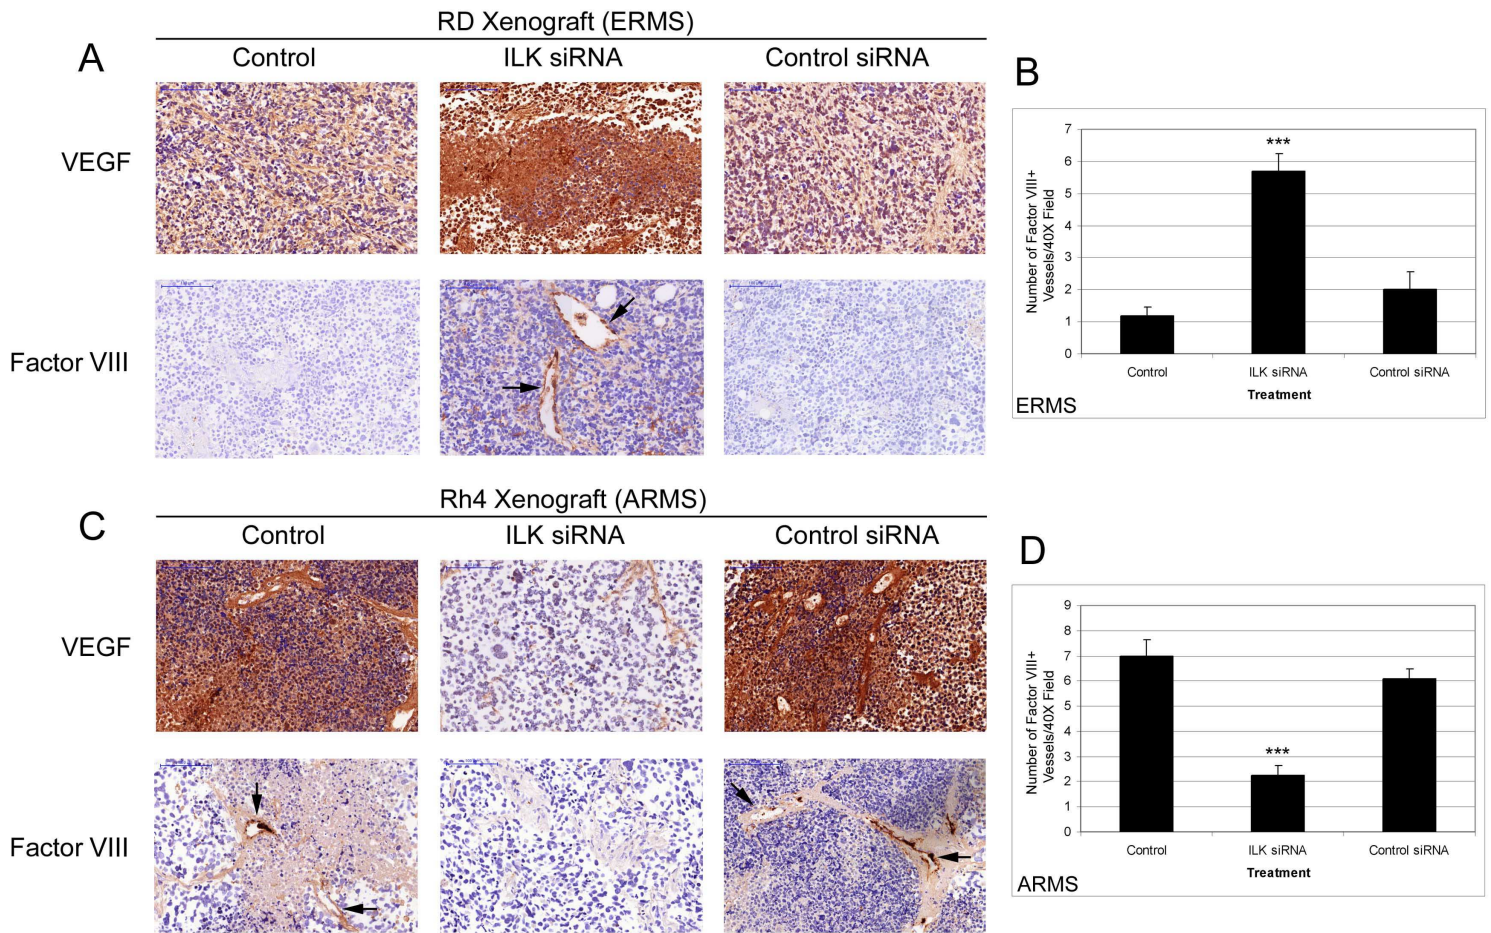 RD Xenograft (ERMS)
A
Control
ILK siRNA
Control siRNA
VEGF
Factor VIII
B
Number of Factor VIII+
Vessels/40X Field
7
6
5
4
3
2
1
0
***
Control
ILK siRNA
Control siRNA
Treatment
ERMS
Rh4 Xenograft (ARMS)
C
Control
ILK siRNA
Control siRNA
VEGF
Factor VIII
D
Number of Factor VIII+
Vessels/40X Field
9
8
7
6
5
4
3
2
1
0
***
Control
ILK siRNA
Control siRNA
Treatment
ARMS